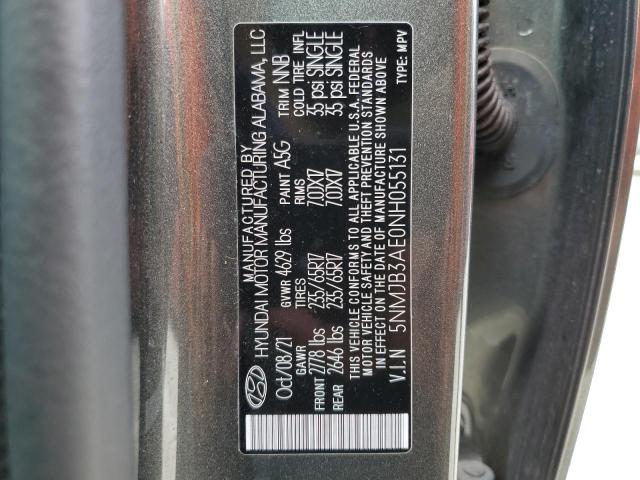 MANUFACTURED BY
HYUNDAI MOTOR MANUFACTURING ALABAMA, LLC
Oct/08/21 GVWR 4629 lbs PAINT A5G TRIM NNB
GAWR TIRES RIMS COLD TIRE INFL
FRONT 2778 lbs 235/65R17 7.0JX17 35 psi SINGLE
REAR 2646 lbs 235/65R17 7.0JX17 35 psi SINGLE
THIS VEHICLE CONFORMS TO ALL APPLICABLE U.S.A. FEDERAL
MOTOR VEHICLE SAFETY AND THEFT PREVENTION STANDARDS
IN EFFECT ON THE DATE OF MANUFACTURE SHOWN ABOVE
V.I.N 5NMJB3AE0NH055131 TYPE: MPV